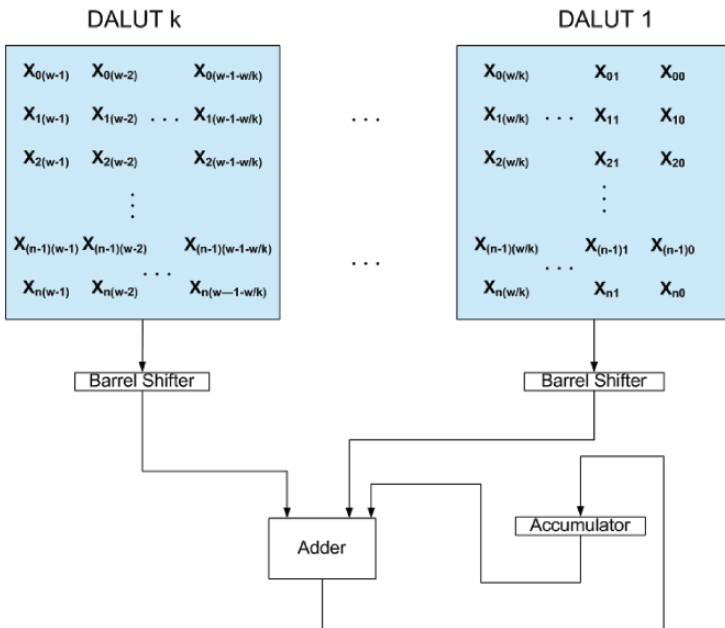 DALUT k
DALUT 1
X0(w-1) X0(w-2) X0(w-1-w/k)
X1(w-1) X1(w-2) . . . X1(w-1-w/k)
X2(w-1) X2(w-2) X2(w-1-w/k)
. . .
X(n-1)(w-1) X(n-1)(w-2) X(n-1)(w-1-w/k)
. . .
Xn(w-1) Xn(w-2) Xn(w—1-w/k)
. . .
. . .
X0(w/k) X01 X00
X1(w/k) . . . X11 X10
X2(w/k) X21 X20
. . .
X(n-1)(w/k) X(n-1)1 X(n-1)0
. . .
Xn(w/k) Xn1 Xn0
Barrel Shifter
Barrel Shifter
Adder
Accumulator